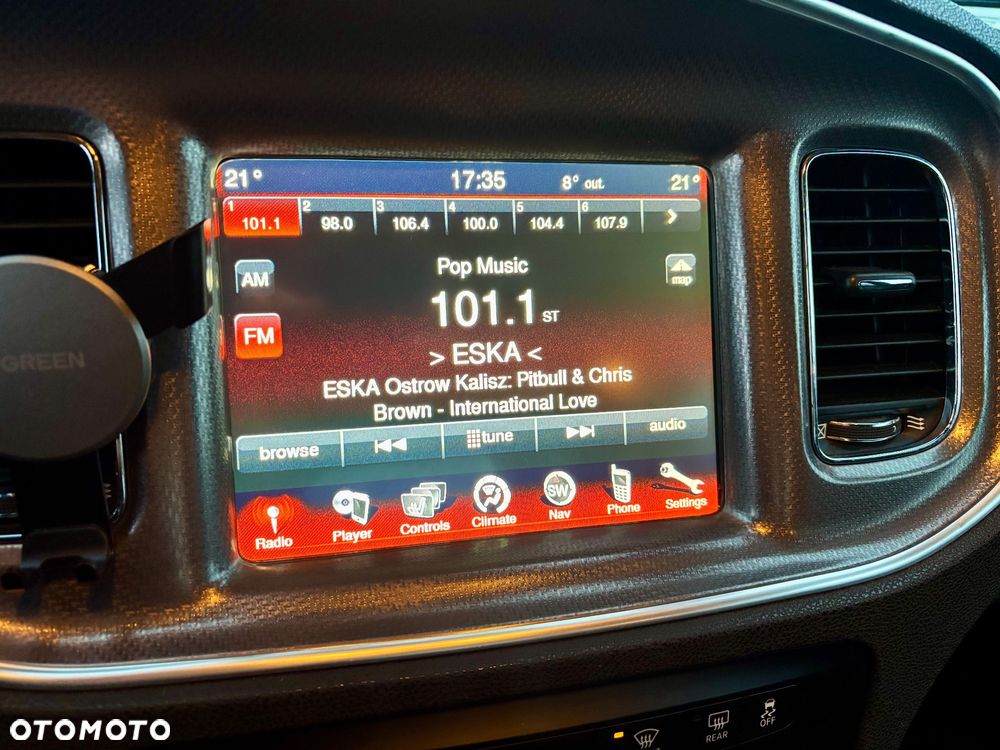 21° 17:35 8° out. 21°
1 101.1 2 98.0 3 106.4 4 100.0 5 104.4 6 107.9 >
Pop Music
AM
map
101.1 ST
FM
> ESKA <
ESKA Ostrow Kalisz: Pitbull & Chris
Brown - International Love
browse tune audio
SW
Radio Player Controls Climate Nav Phone Settings
GREEN
REAR
OFF
OTOMOTO